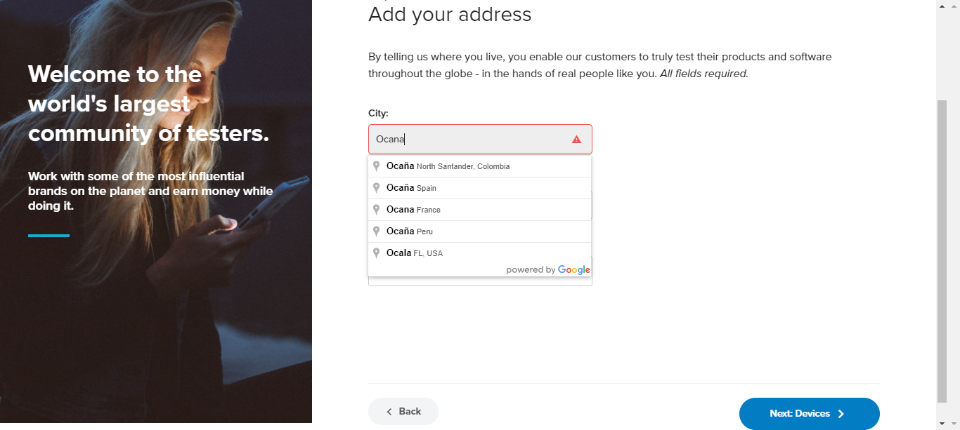 Add your address
Welcome to the
world's largest
community of testers.
Work with some of the most influential
brands on the planet and earn money while
doing it.
By telling us where you live, you enable our customers to truly test their products and software
throughout the globe - in the hands of real people like you. All fields required.
City:
Ocana
Ocaña North Santander, Colombia
Ocaña Spain
Ocana France
Ocaña Peru
Ocala FL, USA
powered by Google
Back
Next: Devices